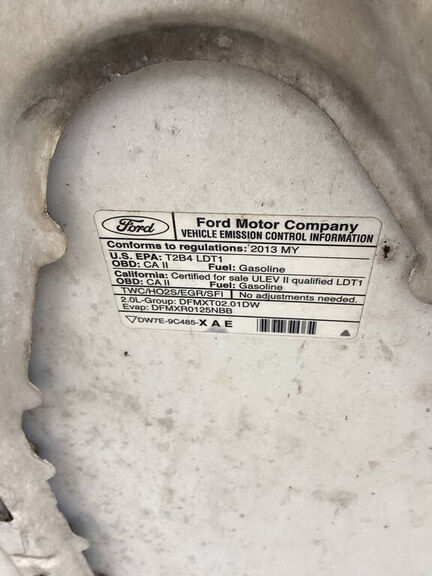 Ford
Ford Motor Company
VEHICLE EMISSION CONTROL INFORMATION
Conforms to regulations: 2013 MY
U.S. EPA: T2B4 LDT1
OBD: CA II Fuel: Gasoline
California: Certified for sale ULEV II qualified LDT1
OBD: CA II Fuel: Gasoline
TWC/HO2S/EGR/SFI No adjustments needed.
2.0L-Group: DFMXT02.01DW
Evap: DFMXR0125NBB
DW7E-9C485-X A E